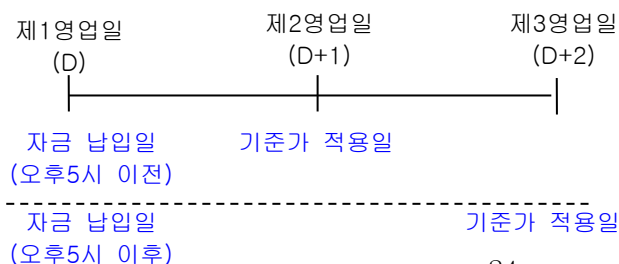 제1영업일 제2영업일 제3영업일
(D) (D+1) (D+2)
자금 납입일 기준가 적용일
(오후5시 이전)
자금 납입일 기준가 적용일
(오후5시 이후)